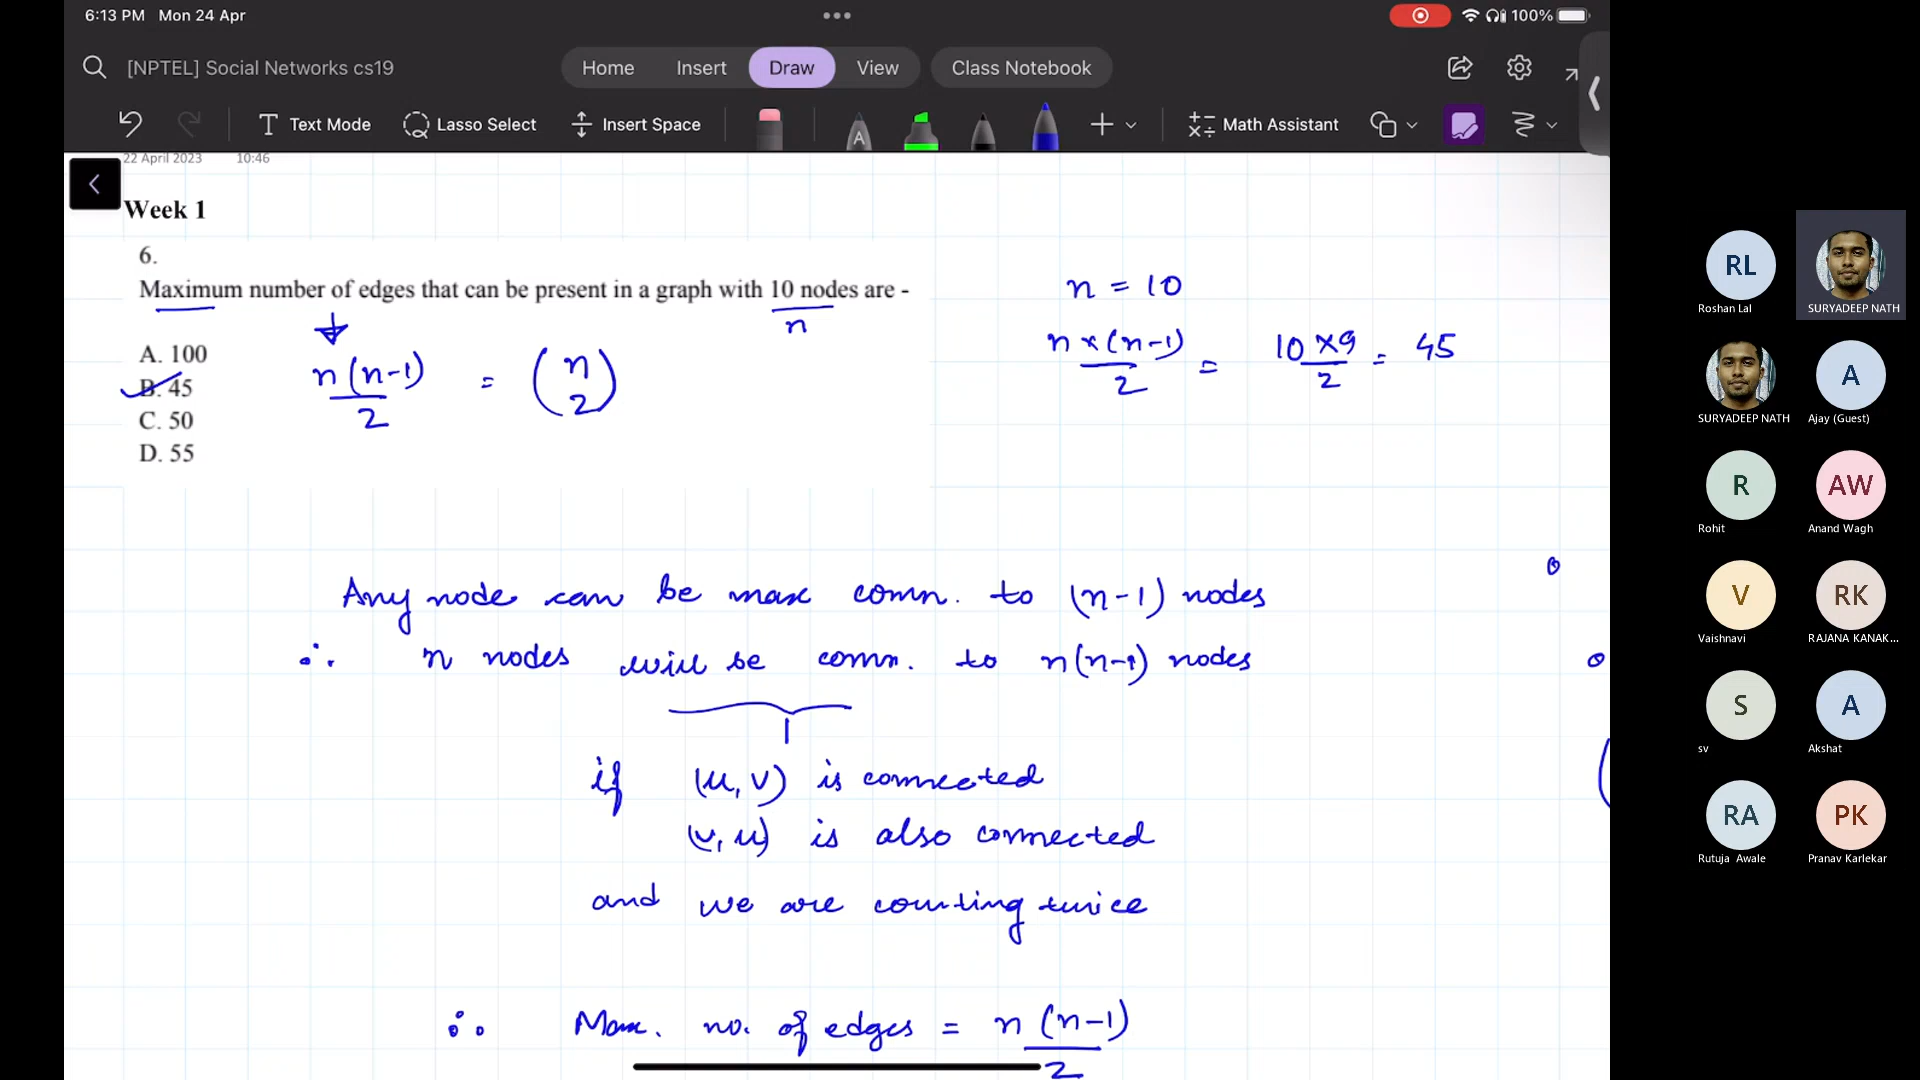 6:13 PM Mon 24 Apr
100%
[NPTEL] Social Networks cs19
Home Insert Draw View Class Notebook
T Text Mode Lasso Select Insert Space A Math Assistant
22 April 2023 10:46
Week 1
6.
Maximum number of edges that can be present in a graph with 10 nodes are -
n
A. 100
B. 45
C. 50
D. 55
n(n-1)/2 = (n 2)
n = 10
n×(n-1)/2 = 10×9/2 = 45
Any node can be max conn. to (n-1) nodes
∴ n nodes will be conn. to n(n-1) nodes
if (u,v) is connected
(v,u) is also connected
and we are counting twice
∴ Max. no. of edges = n(n-1)/2
RL
Roshan Lal
SURYADEEP NATH
SURYADEEP NATH
A
Ajay (Guest)
R
Rohit
AW
Anand Wagh
V
Vaishnavi
RK
RAJANA KANAK...
S
sv
A
Akshat
RA
Rutuja Awale
PK
Pranav Karlekar